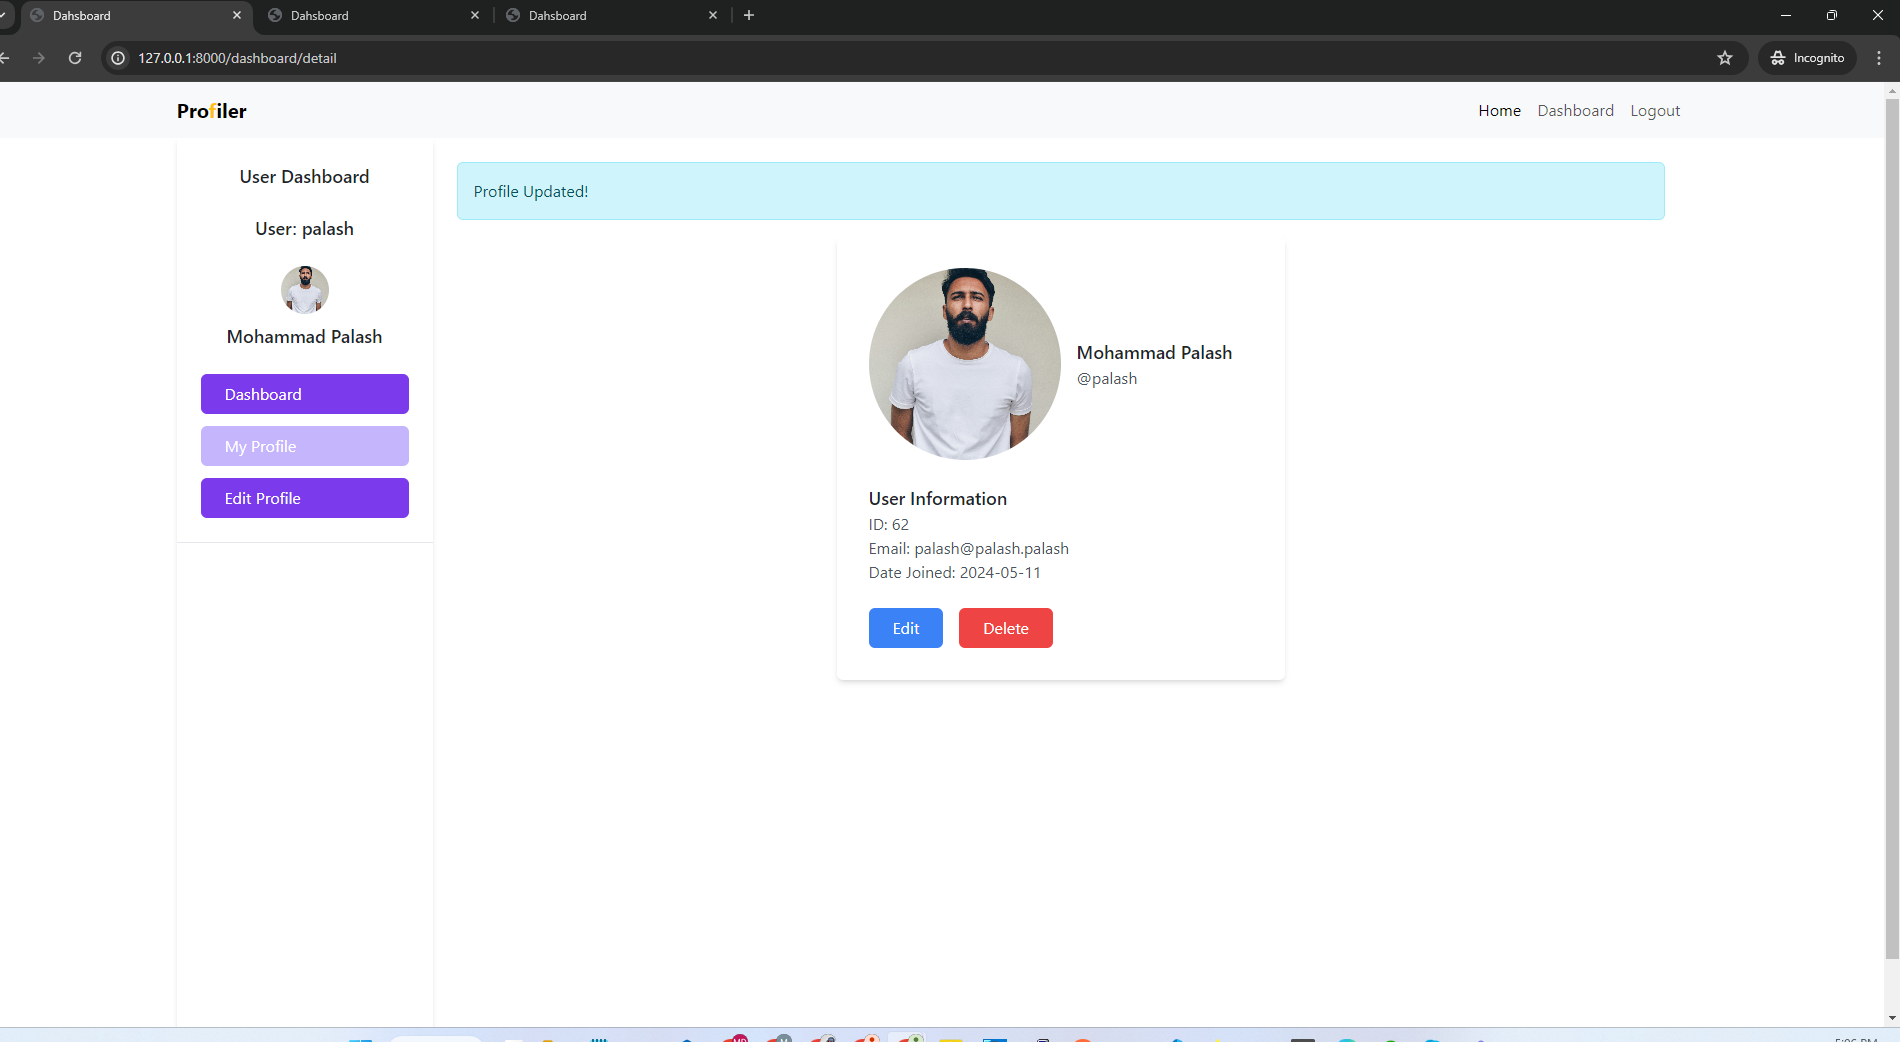 Dahsboard
Dahsboard
Dahsboard
127.0.0.1:8000/dashboard/detail
Incognito
Profiler
Home
Dashboard
Logout
User Dashboard
User: palash
Mohammad Palash
Dashboard
My Profile
Edit Profile
Profile Updated!
Mohammad Palash
@palash
User Information
ID: 62
Email: palash@palash.palash
Date Joined: 2024-05-11
Edit
Delete